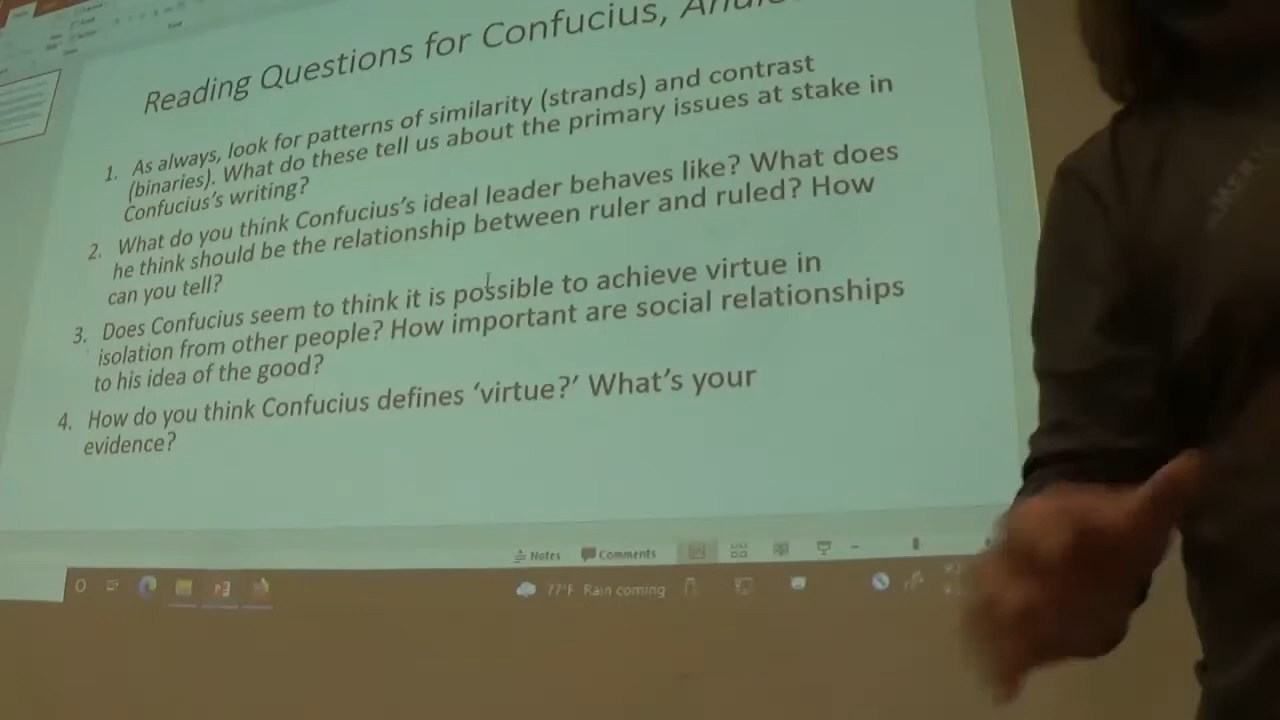 Reading Questions for Confucius,
1. As always, look for patterns of similarity (strands) and contrast
(binaries). What do these tell us about the primary issues at stake in
Confucius's writing?
2. What do you think Confucius's ideal leader behaves like? What does
he think should be the relationship between ruler and ruled? How
can you tell?
3. Does Confucius seem to think it is possible to achieve virtue in
isolation from other people? How important are social relationships
to his idea of the good?
4. How do you think Confucius defines 'virtue?' What's your
evidence?
Notes Comments
77°F Rain coming